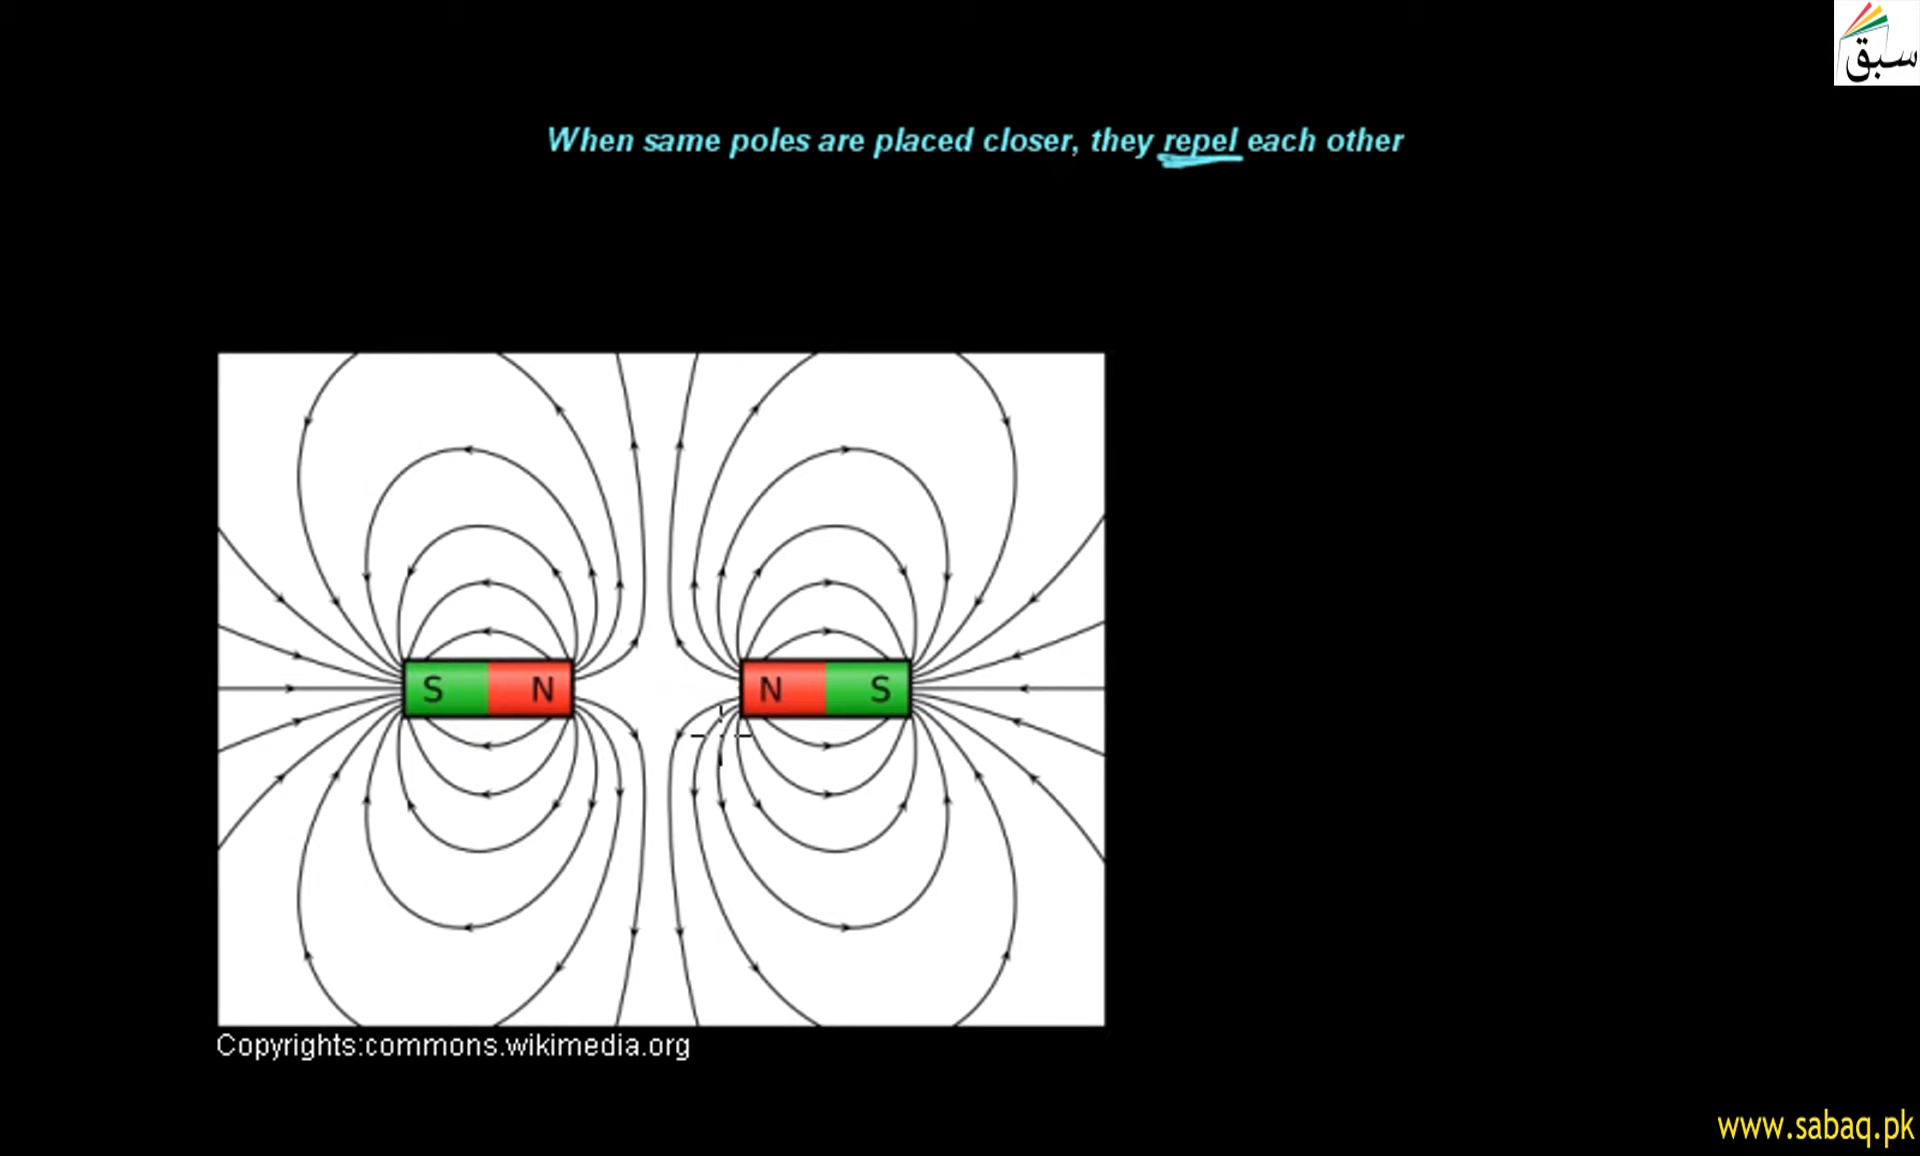 سبق
When same poles are placed closer, they repel each other
S N N S
Copyrights:commons.wikimedia.org
www.sabaq.pk